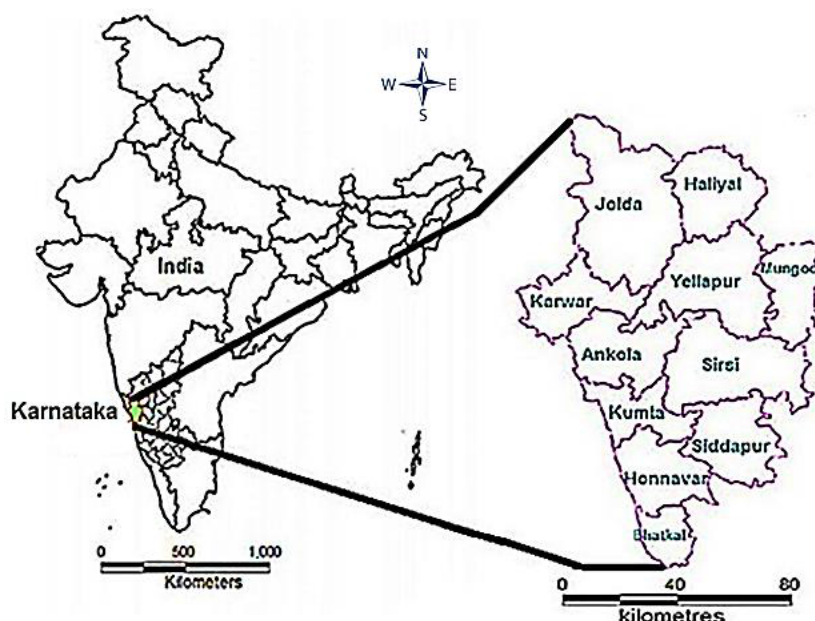 N
W E
S
India
Karnataka
0 500 1,000
Kilometers
Joida
Haliyal
Mungod
Yellapur
Karwar
Ankola
Sirsi
Kumta
Siddapur
Honnavar
Bhatkal
0 40 80
kilometres